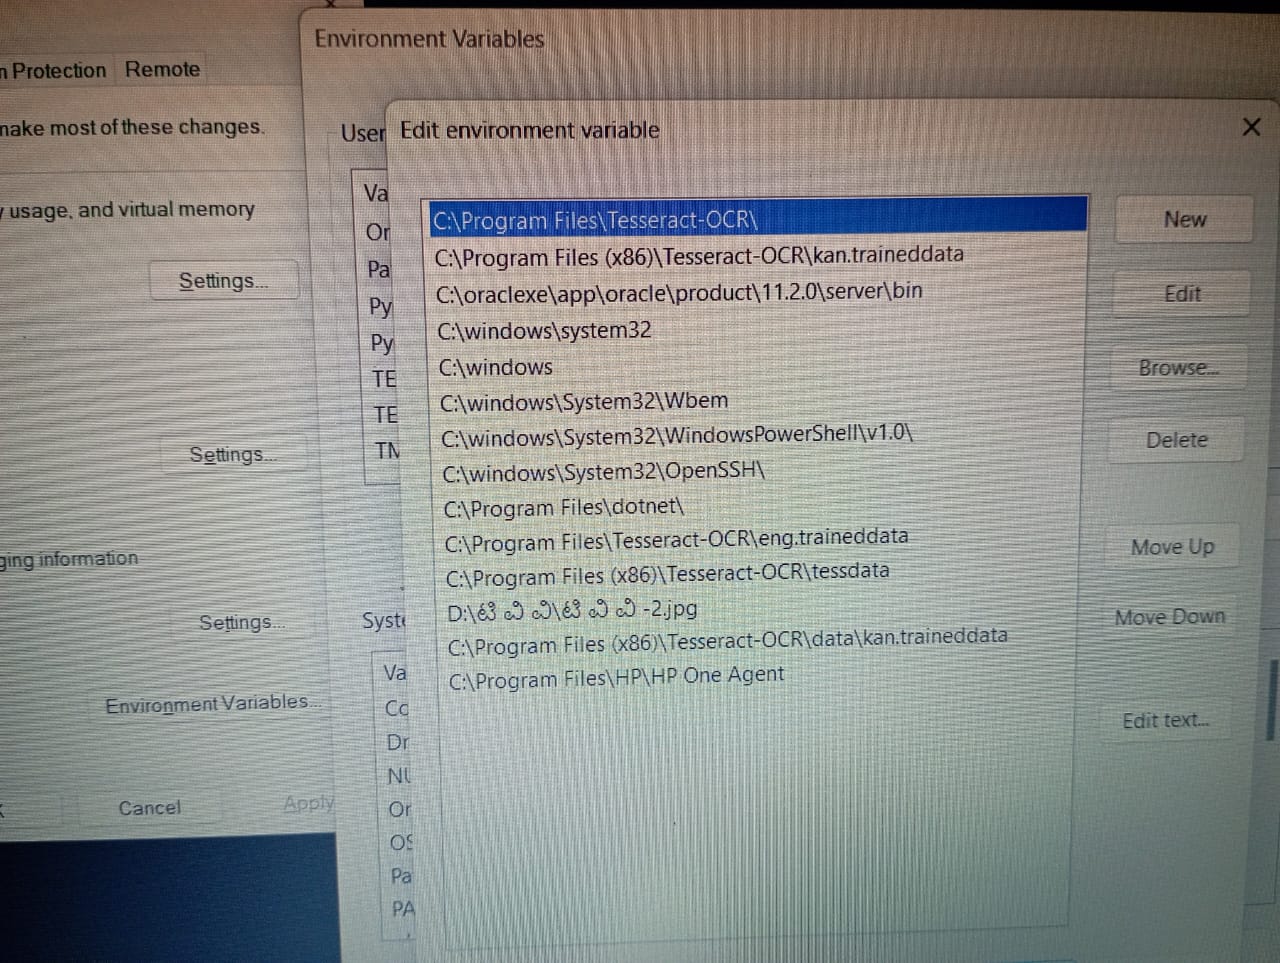 Environment Variables
n Protection
Remote
make most of these changes.
User
Edit environment variable
Va
y usage, and virtual memory
C:\Program Files\Tesseract-OCR\
New
Or
C:\Program Files (x86)\Tesseract-OCR\kan.traineddata
Pa
Settings...
C:\oraclexe\app\oracle\product\11.2.0\server\bin
Edit
Py
C:\windows\system32
Py
C:\windows
Browse...
TE
C:\windows\System32\Wbem
TE
C:\windows\System32\WindowsPowerShell\v1.0\
Delete
Settings...
TM
C:\windows\System32\OpenSSH\
C:\Program Files\dotnet\
C:\Program Files\Tesseract-OCR\eng.traineddata
Move Up
ging information
C:\Program Files (x86)\Tesseract-OCR\tessdata
D:\ಟಿ ವಿ ವಿ\ಟಿ ವಿ ವಿ -2.jpg
Move Down
Settings...
Syste
C:\Program Files (x86)\Tesseract-OCR\data\kan.traineddata
Va
C:\Program Files\HP\HP One Agent
Environment Variables...
Co
Edit text...
Dr
NU
Cancel
Apply
Or
OS
Pa
PA